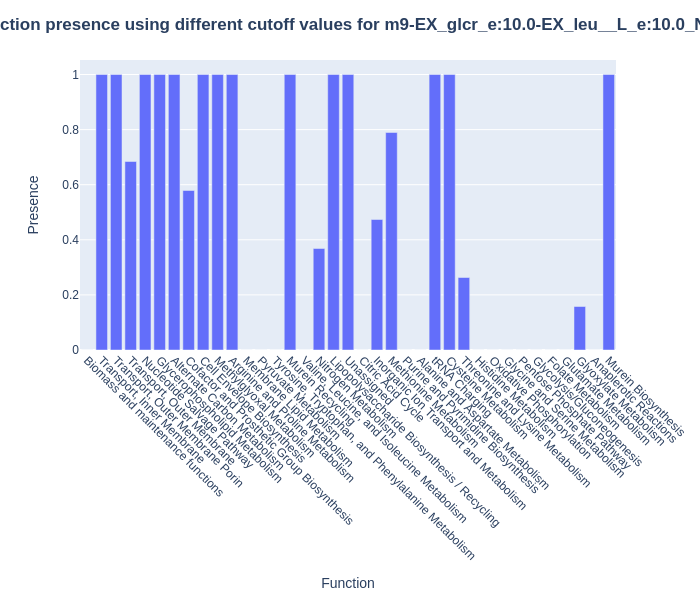 ction presence using different cutoff values for m9-EX_glcr_e:10.0-EX_leu__L_e:10.0_N
1
0.8
0.6
0.4
0.2
0
Presence
Biomass and maintenance functions
Transport, Inner Membrane
Transport, Outer Membrane
Transport, Outer Membrane Porin
Nucleotide Salvage Pathway
Glycerophospholipid Metabolism
Alternate Carbon Metabolism
Cofactor and Prosthetic Group Biosynthesis
Cell Envelope Biosynthesis
Methylglyoxal Metabolism
Arginine and Proline Metabolism
Membrane Lipid Metabolism
Pyruvate Metabolism
Tyrosine, Tryptophan, and Phenylalanine Metabolism
Murein Recycling
Valine, Leucine, and Isoleucine Metabolism
Nitrogen Metabolism
Lipopolysaccharide Biosynthesis / Recycling
Unassigned
Citric Acid Cycle
Inorganic Ion Transport and Metabolism
Methionine Metabolism
Purine and Pyrimidine Biosynthesis
Alanine and Aspartate Metabolism
tRNA Charging
Cysteine Metabolism
Threonine and Lysine Metabolism
Histidine Metabolism
Oxidative Phosphorylation
Glycine and Serine Metabolism
Pentose Phosphate Pathway
Glycolysis/Gluconeogenesis
Folate Metabolism
Glutamate Metabolism
Glyoxylate Metabolism
Anaplerotic Reactions
Murein Biosynthesis
Function